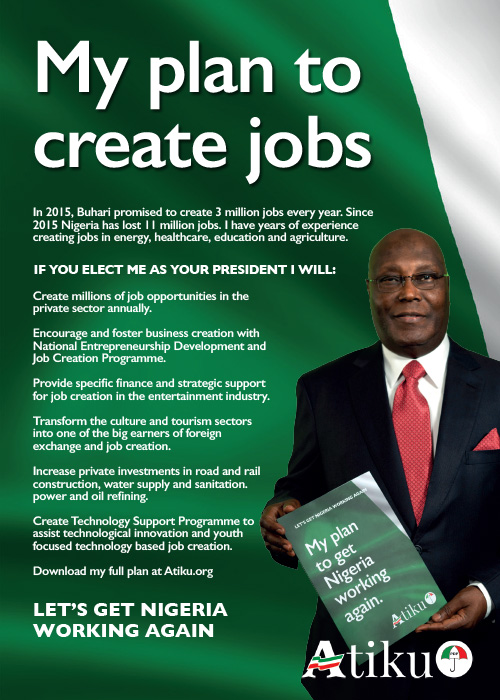 My plan to
create jobs
In 2015, Buhari promised to create 3 million jobs every year. Since
2015 Nigeria has lost 11 million jobs. I have years of experience
creating jobs in energy, healthcare, education and agriculture.
IF YOU ELECT ME AS YOUR PRESIDENT I WILL:
Create millions of job opportunities in the
private sector annually.
Encourage and foster business creation with
National Entrepreneurship Development and
Job Creation Programme.
Provide specific finance and strategic support
for job creation in the entertainment industry.
Transform the culture and tourism sectors
into one of the big earners of foreign
exchange and job creation.
Increase private investments in road and rail
construction, water supply and sanitation.
power and oil refining.
Create Technology Support Programme to
assist technological innovation and youth
focused technology based job creation.
Download my full plan at Atiku.org
LET'S GET NIGERIA
WORKING AGAIN
LET'S GET NIGERIA WORKING AGAIN
My plan
to get
Nigeria
working
again.
Atiku
Atiku
PDP